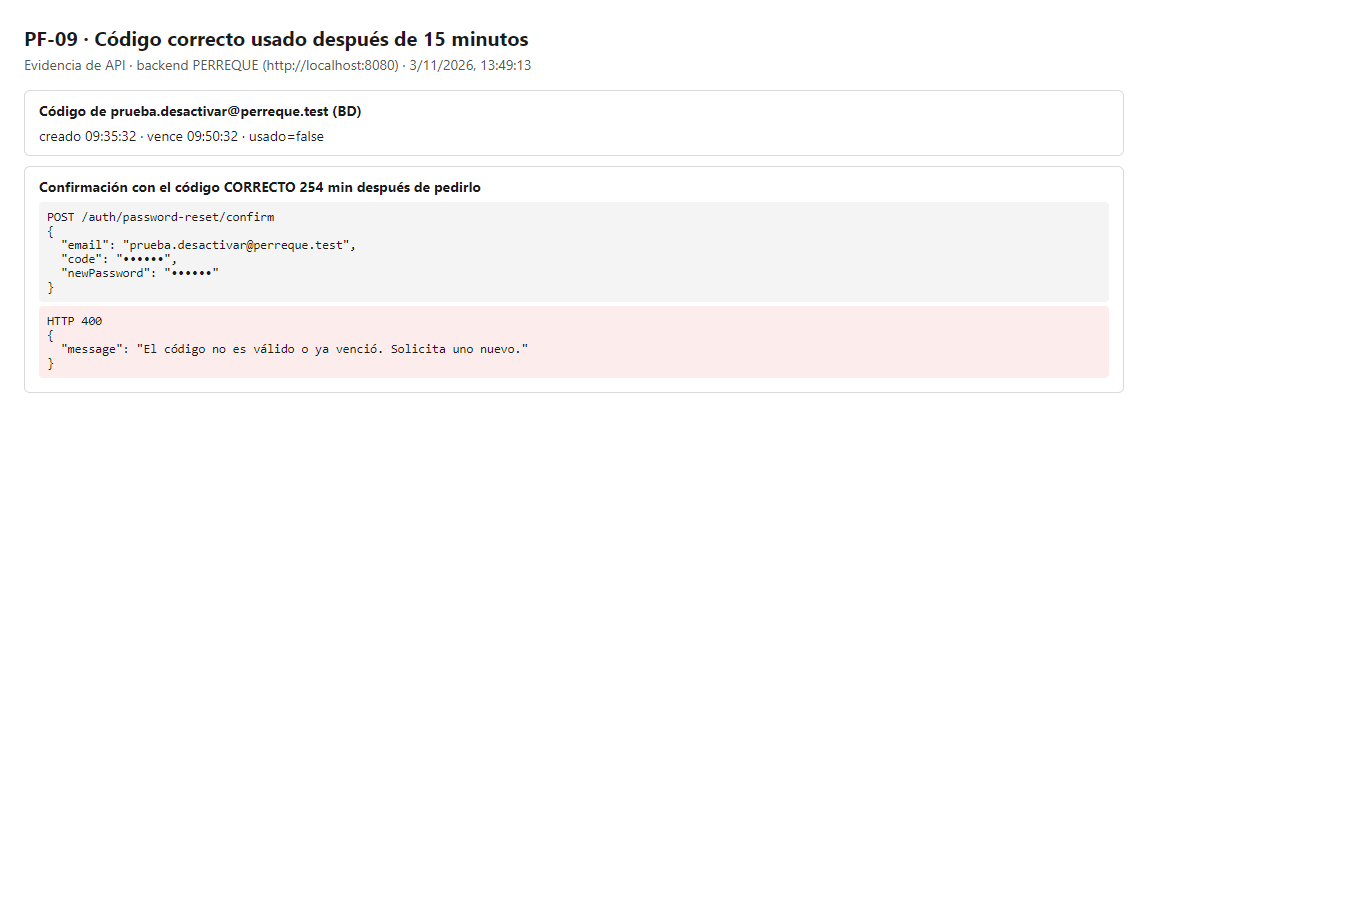 PF-09 · Código correcto usado después de 15 minutos
Evidencia de API · backend PERREQUE (http://localhost:8080) · 3/11/2026, 13:49:13
Código de prueba.desactivar@perreque.test (BD)
creado 09:35:32 · vence 09:50:32 · usado=false
Confirmación con el código CORRECTO 254 min después de pedirlo
POST /auth/password-reset/confirm
{
  "email": "prueba.desactivar@perreque.test",
  "code": "••••••",
  "newPassword": "••••••"
}
HTTP 400
{
  "message": "El código no es válido o ya venció. Solicita uno nuevo."
}